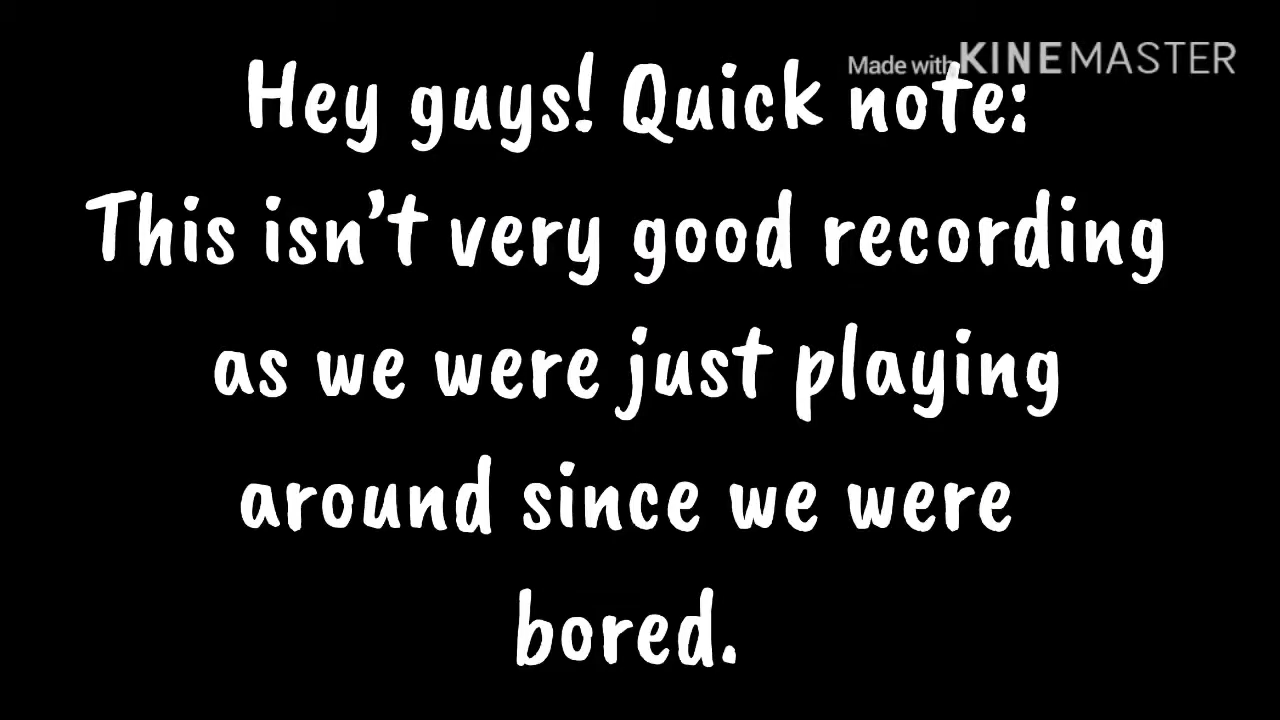 Made with KINEMASTER
Hey guys! Quick note:
This isn't very good recording
as we were just playing
around since we were
bored.